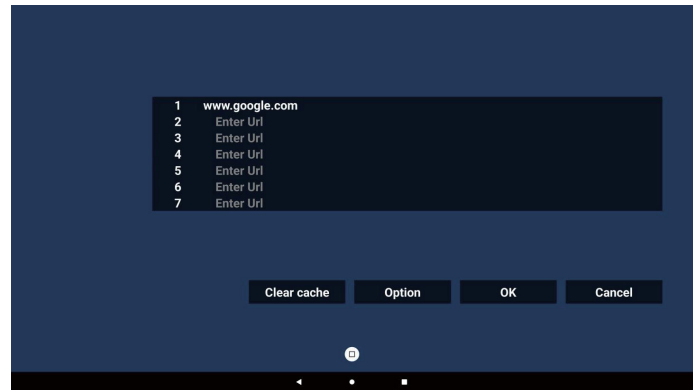 1 www.google.com
2 Enter Url
3 Enter Url
4 Enter Url
5 Enter Url
6 Enter Url
7 Enter Url
Clear cache Option OK Cancel